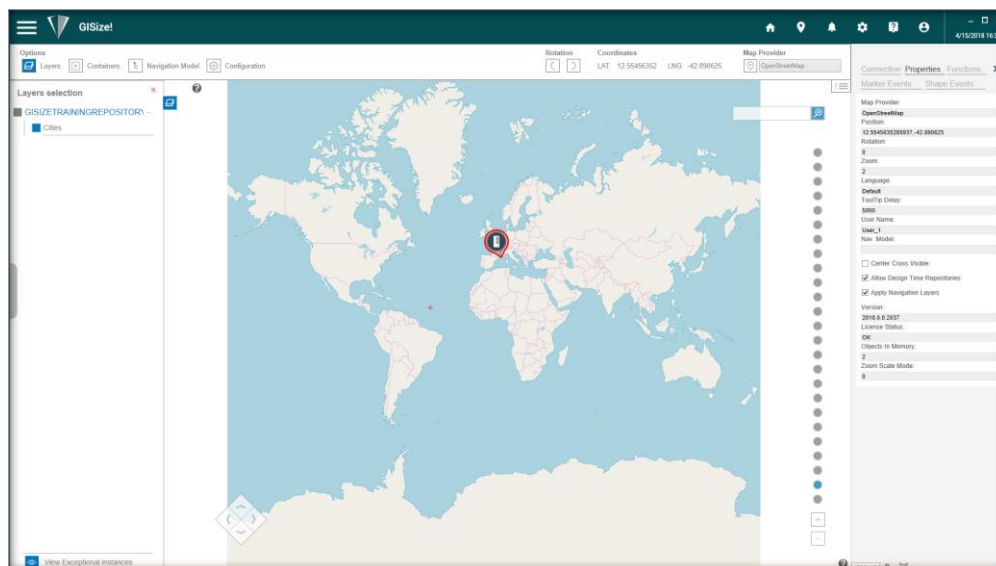 GISize!
4/15/2018 16:
Options
Layers Containers Navigation Model Configuration
Rotation
Coordinates
LAT: 12.55456352 LNG: -42.890625
Map Provider
OpenStreetMap
Layers selection
GISIZETRAININGREPOSITORY
Cities
View Exceptional instances
Connection Properties Functions
Marker Events Shape Events
Map Provider:
OpenStreetMap
Position:
12.5545635285937,-42.890625
Rotation:
0
Zoom:
2
Language:
Default
ToolTip Delay:
5000
User Name:
User_1
Nav. Model:
Center Cross Visible:
Allow Design Time Repositories:
Apply Navigation Layers
Version:
2018.0.0.2037
License Status:
OK
Objects In Memory:
2
Zoom Scale Mode:
0